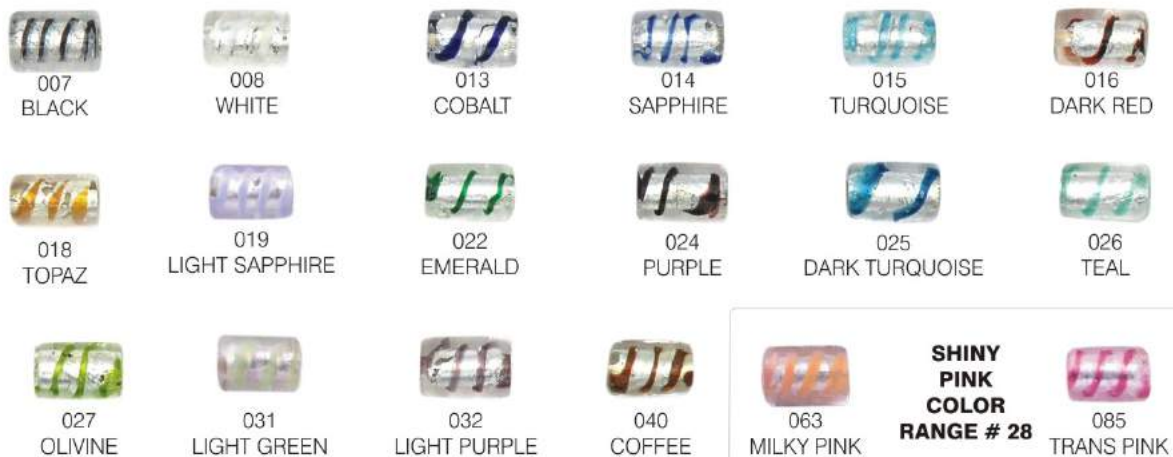 007
BLACK
008
WHITE
013
COBALT
014
SAPPHIRE
015
TURQUOISE
016
DARK RED
018
TOPAZ
019
LIGHT SAPPHIRE
022
EMERALD
024
PURPLE
025
DARK TURQUOISE
026
TEAL
027
OLIVINE
031
LIGHT GREEN
032
LIGHT PURPLE
040
COFFEE
063
MILKY PINK
SHINY
PINK
COLOR
RANGE # 28
085
TRANS PINK